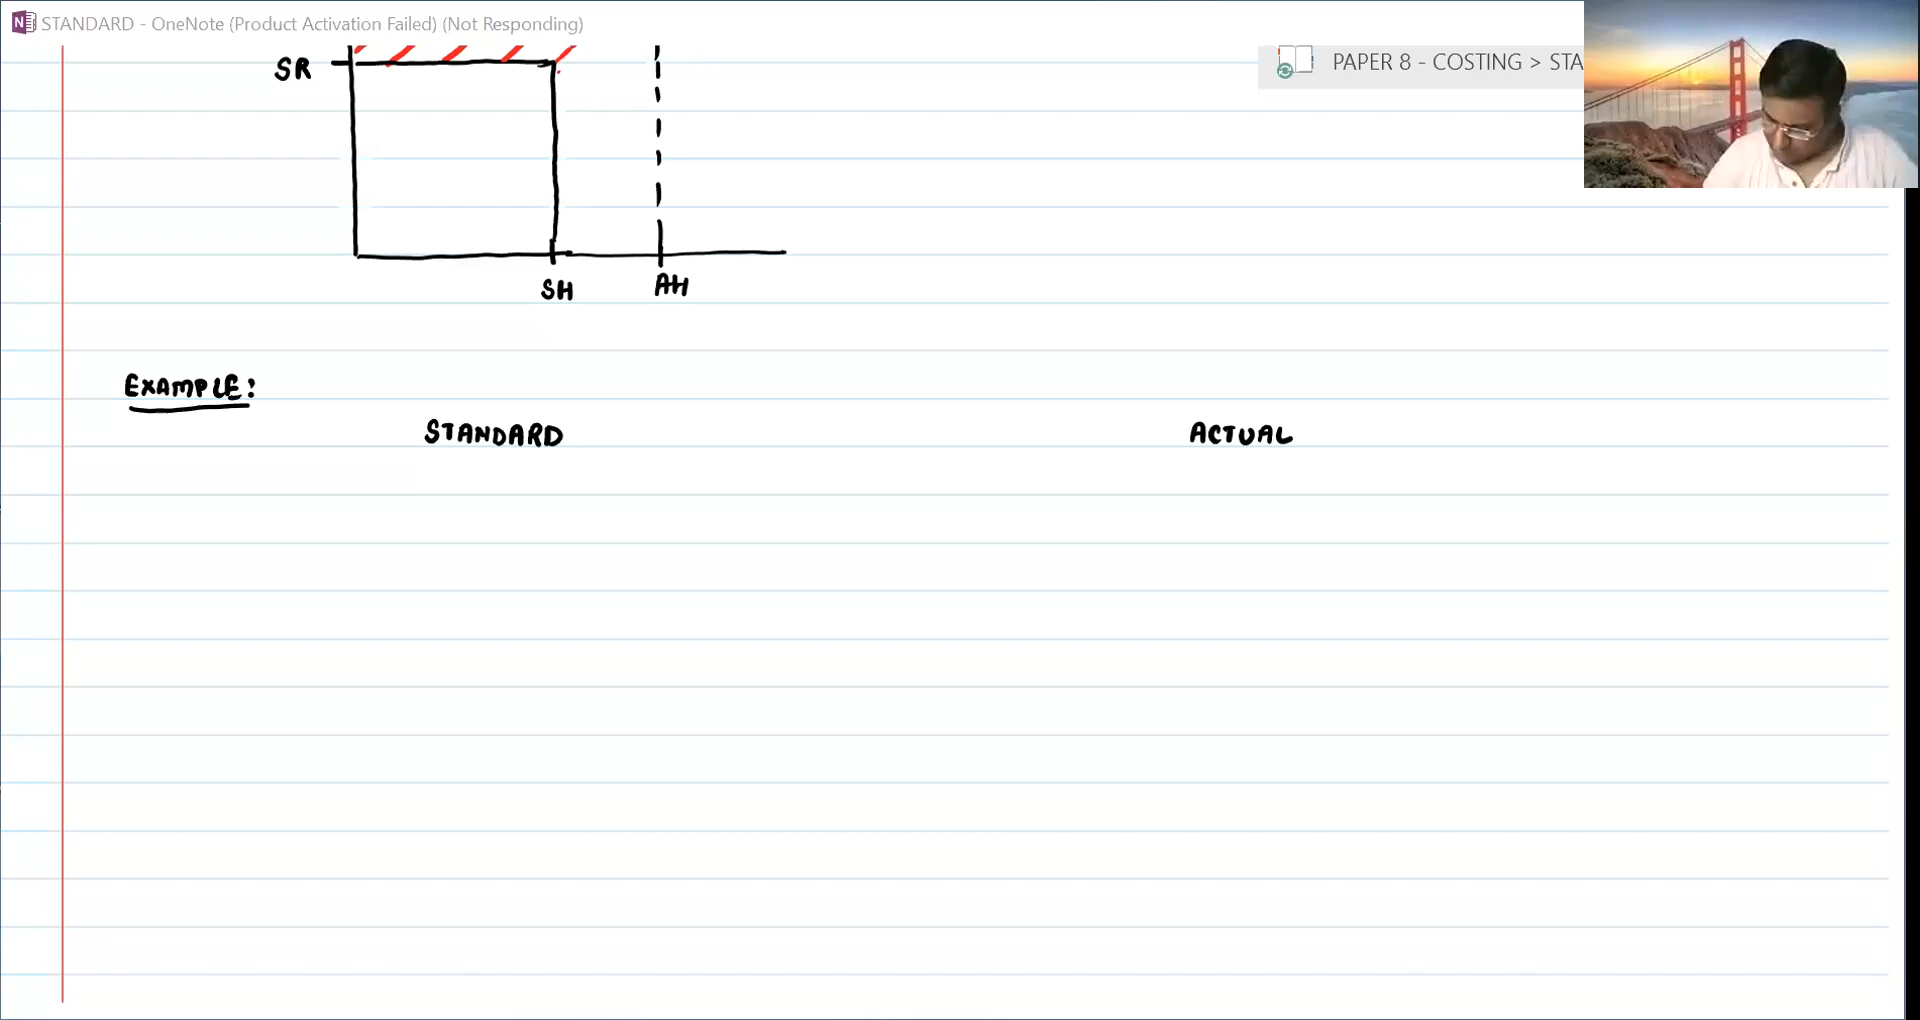 STANDARD - OneNote (Product Activation Failed) (Not Responding)
PAPER 8 - COSTING > STA
SR
SH
AH
EXAMPLE:
STANDARD
ACTUAL